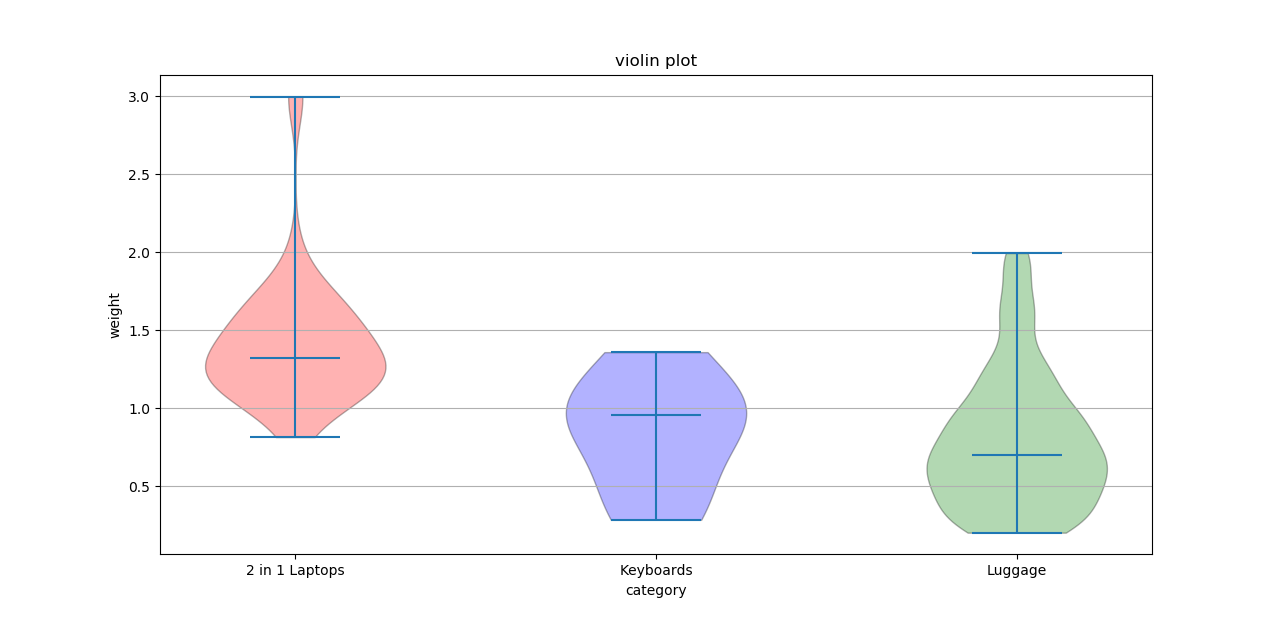 violin plot
3.0
2.5
2.0
1.5
1.0
0.5
weight
2 in 1 Laptops
Keyboards
Luggage
category